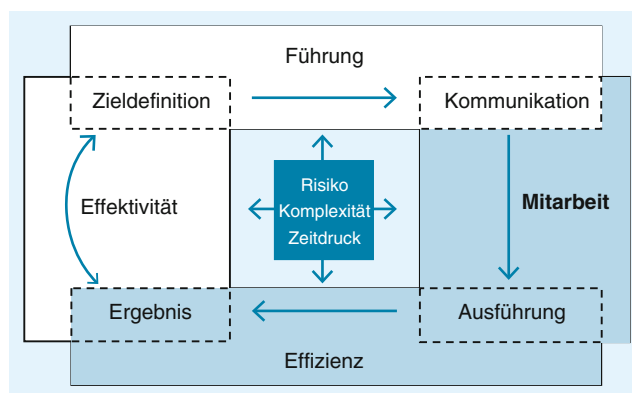 Führung
Zieldefinition
Kommunikation
Risiko
Komplexität
Zeitdruck
Effektivität
Mitarbeit
Ergebnis
Ausführung
Effizienz